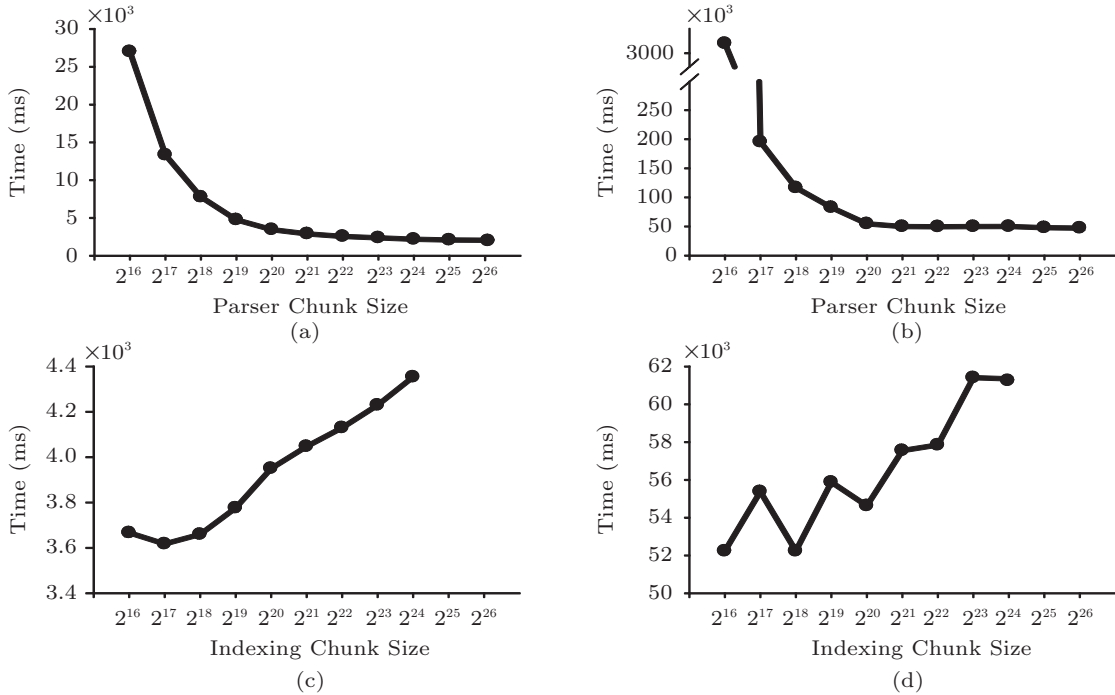 ×10³
30
25
20
15
10
5
0
Time (ms)
2¹⁶ 2¹⁷ 2¹⁸ 2¹⁹ 2²⁰ 2²¹ 2²² 2²³ 2²⁴ 2²⁵ 2²⁶
Parser Chunk Size
(a)
×10³
3000
250
200
150
100
50
0
Time (ms)
2¹⁶ 2¹⁷ 2¹⁸ 2¹⁹ 2²⁰ 2²¹ 2²² 2²³ 2²⁴ 2²⁵ 2²⁶
Parser Chunk Size
(b)
×10³
4.4
4.2
4.0
3.8
3.6
3.4
Time (ms)
2¹⁶ 2¹⁷ 2¹⁸ 2¹⁹ 2²⁰ 2²¹ 2²² 2²³ 2²⁴ 2²⁵ 2²⁶
Indexing Chunk Size
(c)
×10³
62
60
58
56
54
52
50
Time (ms)
2¹⁶ 2¹⁷ 2¹⁸ 2¹⁹ 2²⁰ 2²¹ 2²² 2²³ 2²⁴ 2²⁵ 2²⁶
Indexing Chunk Size
(d)